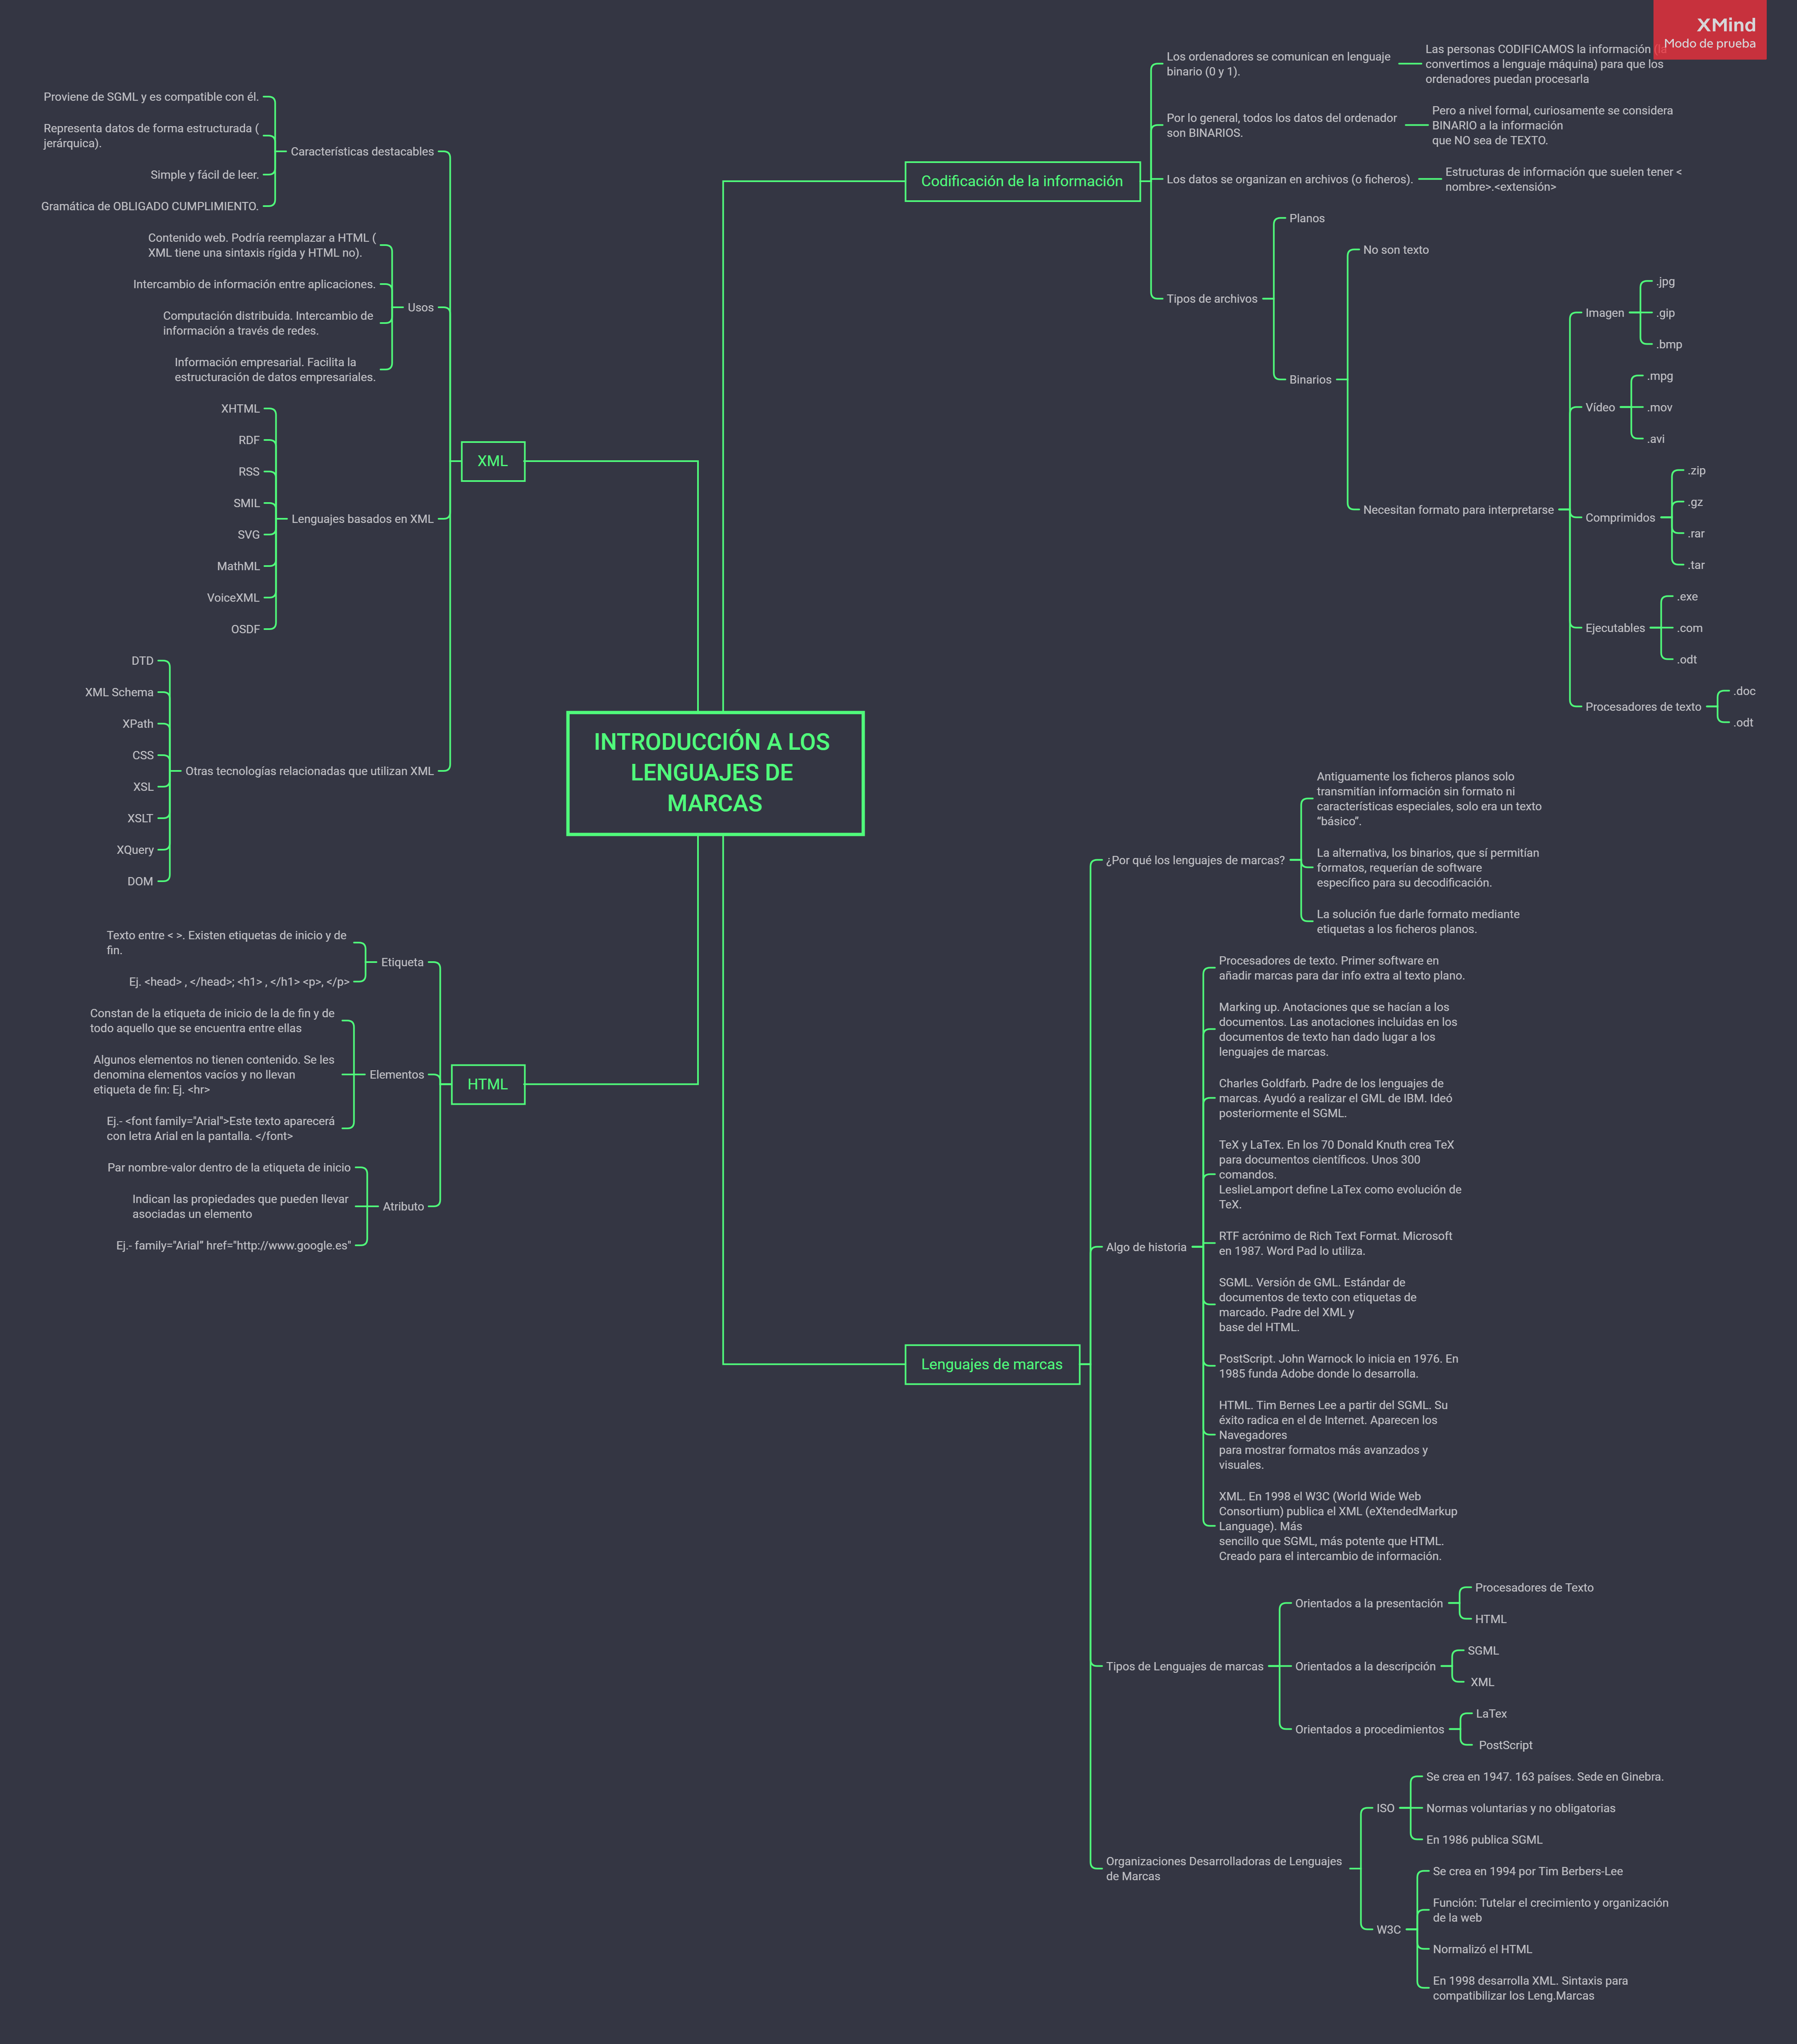 XMind
Modo de prueba
INTRODUCCIÓN A LOS
LENGUAJES DE
MARCAS
Codificación de la información
Los ordenadores se comunican en lenguaje
binario (0 y 1).
Las personas CODIFICAMOS la información (la
convertimos a lenguaje máquina) para que los
ordenadores puedan procesarla
Por lo general, todos los datos del ordenador
son BINARIOS.
Pero a nivel formal, curiosamente se considera
BINARIO a la información
que NO sea de TEXTO.
Los datos se organizan en archivos (o ficheros).
Estructuras de información que suelen tener <
nombre>.<extensión>
Tipos de archivos
Planos
Binarios
No son texto
Necesitan formato para interpretarse
Imagen
.jpg
.gip
.bmp
Vídeo
.mpg
.mov
.avi
Comprimidos
.zip
.gz
.rar
.tar
Ejecutables
.exe
.com
.odt
Procesadores de texto
.doc
.odt
Lenguajes de marcas
¿Por qué los lenguajes de marcas?
Antiguamente los ficheros planos solo
transmitían información sin formato ni
características especiales, solo era un texto
“básico”.
La alternativa, los binarios, que sí permitían
formatos, requerían de software
específico para su decodificación.
La solución fue darle formato mediante
etiquetas a los ficheros planos.
Algo de historia
Procesadores de texto. Primer software en
añadir marcas para dar info extra al texto plano.
Marking up. Anotaciones que se hacían a los
documentos. Las anotaciones incluidas en los
documentos de texto han dado lugar a los
lenguajes de marcas.
Charles Goldfarb. Padre de los lenguajes de
marcas. Ayudó a realizar el GML de IBM. Ideó
posteriormente el SGML.
TeX y LaTex. En los 70 Donald Knuth crea TeX
para documentos científicos. Unos 300
comandos.
LeslieLamport define LaTex como evolución de
TeX.
RTF acrónimo de Rich Text Format. Microsoft
en 1987. Word Pad lo utiliza.
SGML. Versión de GML. Estándar de
documentos de texto con etiquetas de
marcado. Padre del XML y
base del HTML.
PostScript. John Warnock lo inicia en 1976. En
1985 funda Adobe donde lo desarrolla.
HTML. Tim Bernes Lee a partir del SGML. Su
éxito radica en el de Internet. Aparecen los
Navegadores
para mostrar formatos más avanzados y
visuales.
XML. En 1998 el W3C (World Wide Web
Consortium) publica el XML (eXtendedMarkup
Language). Más
sencillo que SGML, más potente que HTML.
Creado para el intercambio de información.
Tipos de Lenguajes de marcas
Orientados a la presentación
Procesadores de Texto
HTML
Orientados a la descripción
SGML
XML
Orientados a procedimientos
LaTex
PostScript
Organizaciones Desarrolladoras de Lenguajes
de Marcas
ISO
Se crea en 1947. 163 países. Sede en Ginebra.
Normas voluntarias y no obligatorias
En 1986 publica SGML
W3C
Se crea en 1994 por Tim Berbers-Lee
Función: Tutelar el crecimiento y organización
de la web
Normalizó el HTML
En 1998 desarrolla XML. Sintaxis para
compatibilizar los Leng.Marcas
XML
Características destacables
Proviene de SGML y es compatible con él.
Representa datos de forma estructurada (
jerárquica).
Simple y fácil de leer.
Gramática de OBLIGADO CUMPLIMIENTO.
Usos
Contenido web. Podría reemplazar a HTML (
XML tiene una sintaxis rígida y HTML no).
Intercambio de información entre aplicaciones.
Computación distribuida. Intercambio de
información a través de redes.
Información empresarial. Facilita la
estructuración de datos empresariales.
Lenguajes basados en XML
XHTML
RDF
RSS
SMIL
SVG
MathML
VoiceXML
OSDF
Otras tecnologías relacionadas que utilizan XML
DTD
XML Schema
XPath
CSS
XSL
XSLT
XQuery
DOM
HTML
Etiqueta
Texto entre < >. Existen etiquetas de inicio y de
fin.
Ej. <head> , </head>; <h1> , </h1> <p>, </p>
Elementos
Constan de la etiqueta de inicio de la de fin y de
todo aquello que se encuentra entre ellas
Algunos elementos no tienen contenido. Se les
denomina elementos vacíos y no llevan
etiqueta de fin: Ej. <hr>
Ej.- <font family="Arial">Este texto aparecerá
con letra Arial en la pantalla. </font>
Atributo
Par nombre-valor dentro de la etiqueta de inicio
Indican las propiedades que pueden llevar
asociadas un elemento
Ej.- family="Arial” href="http://www.google.es"